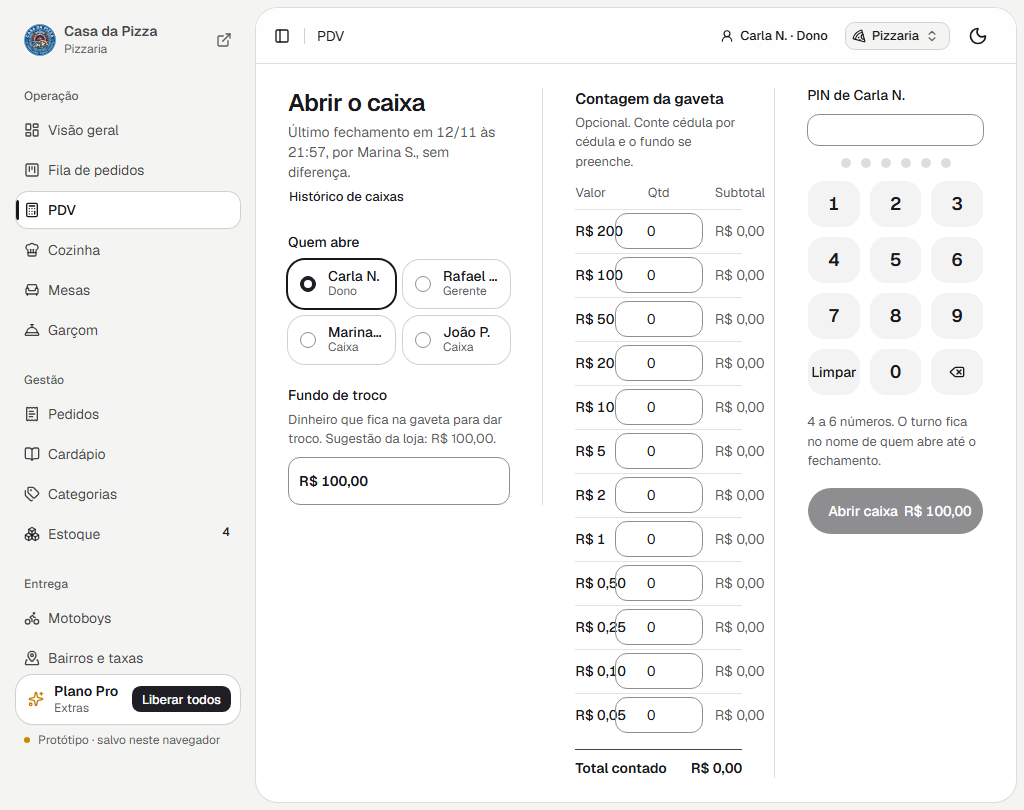 Casa da Pizza
Pizzaria
Operação
Visão geral
Fila de pedidos
PDV
Cozinha
Mesas
Garçom
Gestão
Pedidos
Cardápio
Categorias
Estoque 4
Entrega
Motoboys
Bairros e taxas
Plano Pro
Extras
Liberar todos
Protótipo · salvo neste navegador
PDV
Carla N. · Dono
Pizzaria
Abrir o caixa
Último fechamento em 12/11 às
21:57, por Marina S., sem
diferença.
Histórico de caixas
Quem abre
Carla N.
Dono
Rafael ...
Gerente
Marina...
Caixa
João P.
Caixa
Fundo de troco
Dinheiro que fica na gaveta para dar
troco. Sugestão da loja: R$ 100,00.
R$ 100,00
Contagem da gaveta
Opcional. Conte cédula por
cédula e o fundo se
preenche.
Valor Qtd Subtotal
R$ 200 0 R$ 0,00
R$ 100 0 R$ 0,00
R$ 50 0 R$ 0,00
R$ 20 0 R$ 0,00
R$ 10 0 R$ 0,00
R$ 5 0 R$ 0,00
R$ 2 0 R$ 0,00
R$ 1 0 R$ 0,00
R$ 0,50 0 R$ 0,00
R$ 0,25 0 R$ 0,00
R$ 0,10 0 R$ 0,00
R$ 0,05 0 R$ 0,00
Total contado R$ 0,00
PIN de Carla N.
1 2 3
4 5 6
7 8 9
Limpar 0
4 a 6 números. O turno fica
no nome de quem abre até o
fechamento.
Abrir caixa R$ 100,00